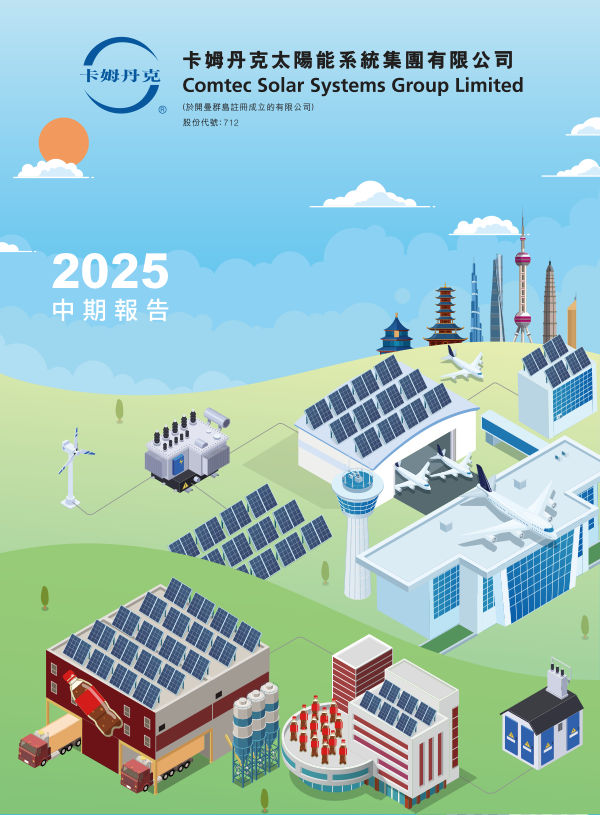 卡姆丹克
®
卡姆丹克太陽能系統集團有限公司
Comtec Solar Systems Group Limited
(於開曼群島註冊成立的有限公司)
股份代號：712
2025
中期報告